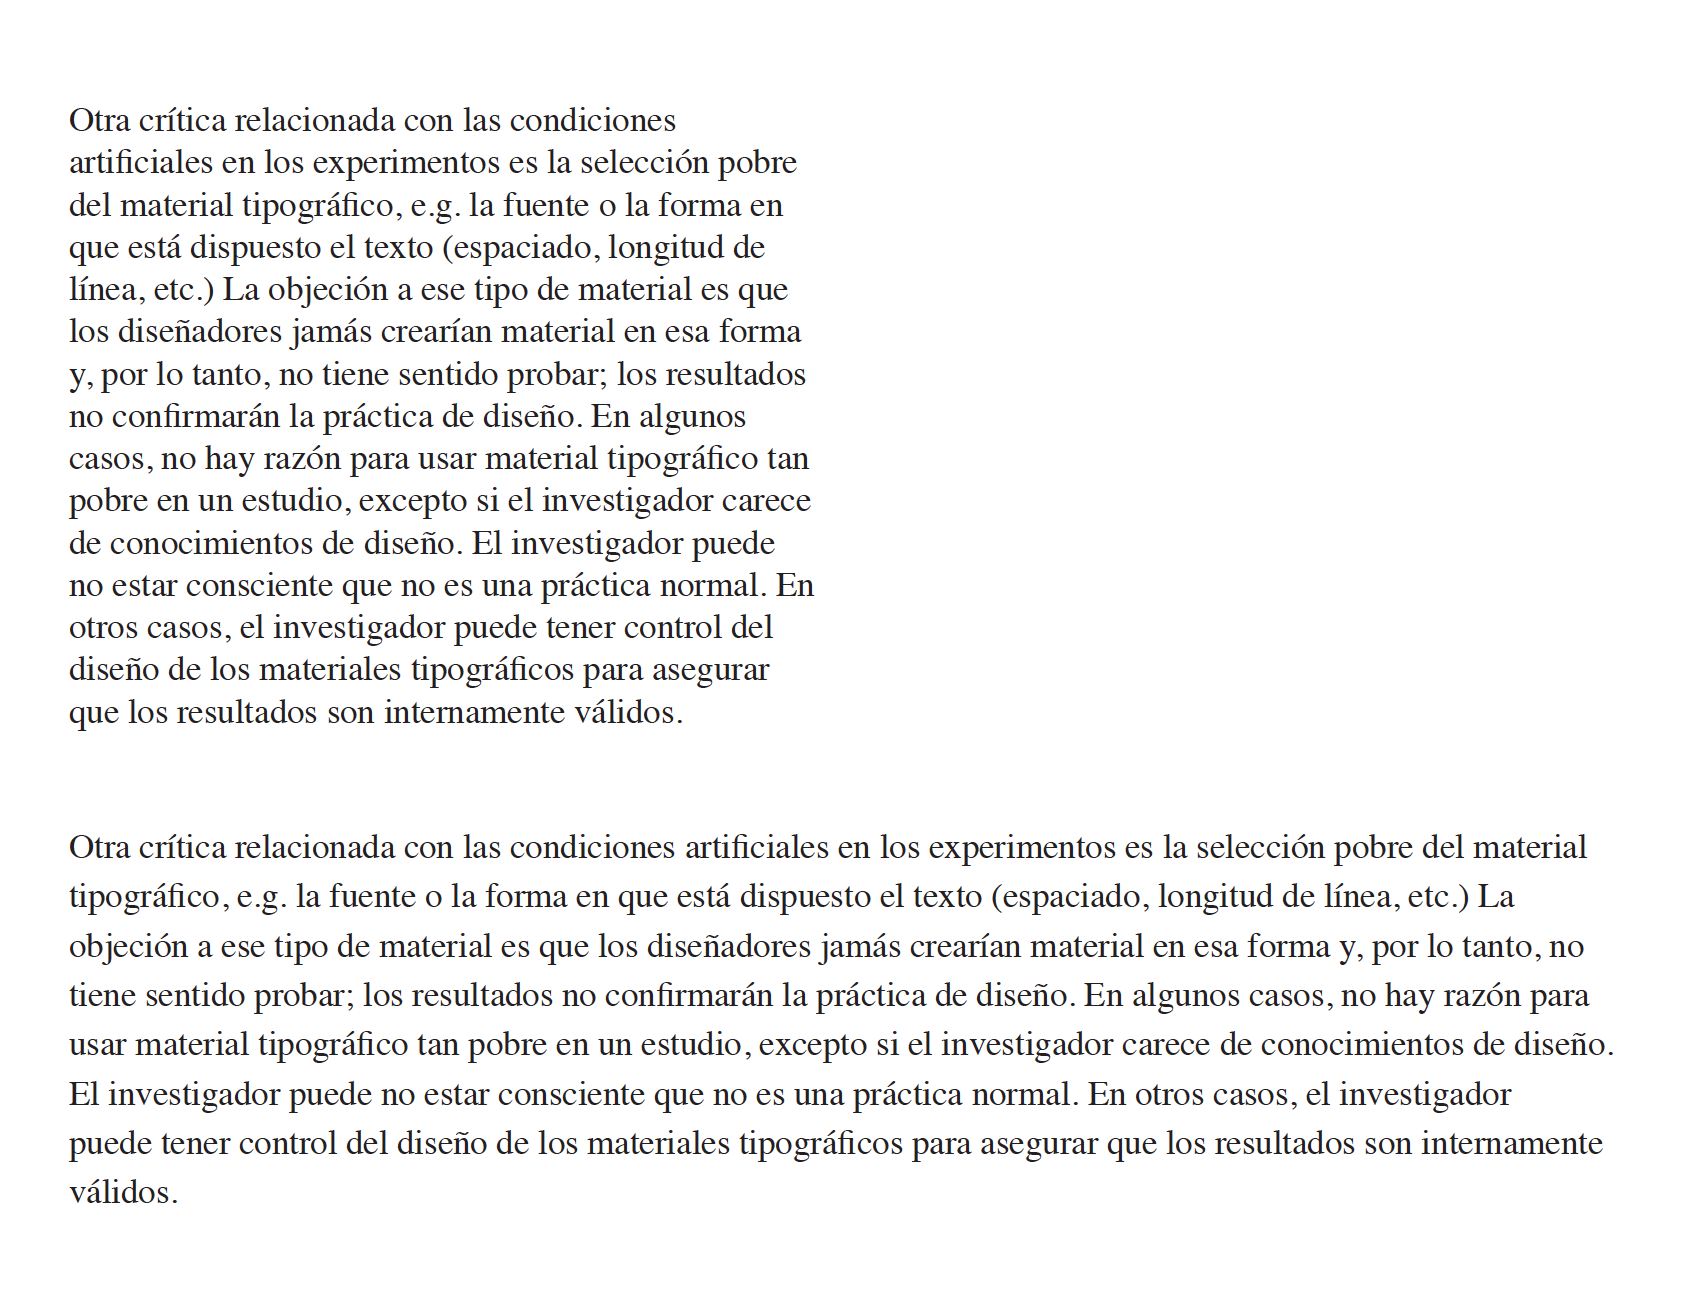 Otra crítica relacionada con las condiciones
artificiales en los experimentos es la selección pobre
del material tipográfico, e.g. la fuente o la forma en
que está dispuesto el texto (espaciado, longitud de
línea, etc.) La objeción a ese tipo de material es que
los diseñadores jamás crearían material en esa forma
y, por lo tanto, no tiene sentido probar; los resultados
no confirmarán la práctica de diseño. En algunos
casos, no hay razón para usar material tipográfico tan
pobre en un estudio, excepto si el investigador carece
de conocimientos de diseño. El investigador puede
no estar consciente que no es una práctica normal. En
otros casos, el investigador puede tener control del
diseño de los materiales tipográficos para asegurar
que los resultados son internamente válidos.
Otra crítica relacionada con las condiciones artificiales en los experimentos es la selección pobre del material
tipográfico, e.g. la fuente o la forma en que está dispuesto el texto (espaciado, longitud de línea, etc.) La
objeción a ese tipo de material es que los diseñadores jamás crearían material en esa forma y, por lo tanto, no
tiene sentido probar; los resultados no confirmarán la práctica de diseño. En algunos casos, no hay razón para
usar material tipográfico tan pobre en un estudio, excepto si el investigador carece de conocimientos de diseño.
El investigador puede no estar consciente que no es una práctica normal. En otros casos, el investigador
puede tener control del diseño de los materiales tipográficos para asegurar que los resultados son internamente
válidos.